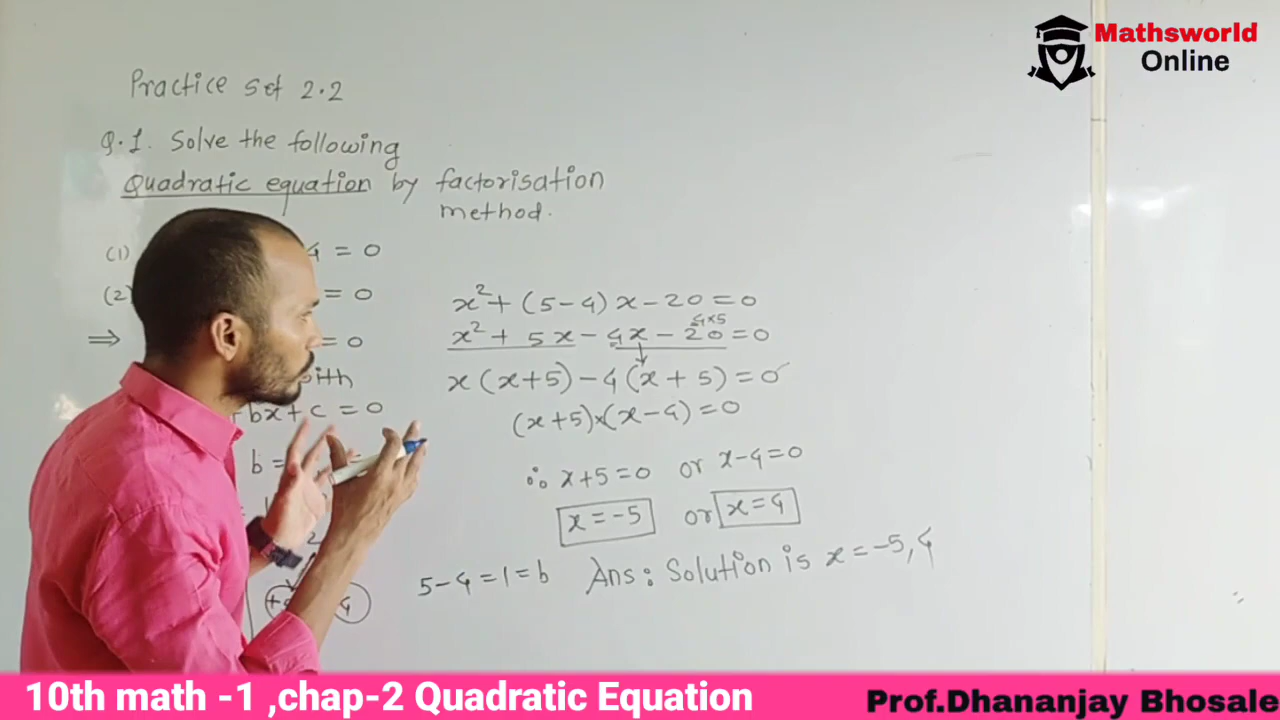 Mathsworld
Online
Practice Set 2.2
Q.1. Solve the following
Quadratic equation by factorisation
method.
(1) 4 = 0
(2) = 0
⇒ = 0
bx + c = 0
b =
x² + (5 - 4) x - 20 = 0
4×5
x² + 5x - 4x - 20 = 0
x (x + 5) - 4 (x + 5) = 0
(x + 5) × (x - 4) = 0
∴ x + 5 = 0 or x - 4 = 0
x = -5 or x = 4
5 - 4 = 1 = b
Ans: Solution is x = -5, 4
10th math -1 ,chap-2 Quadratic Equation
Prof.Dhananjay Bhosale